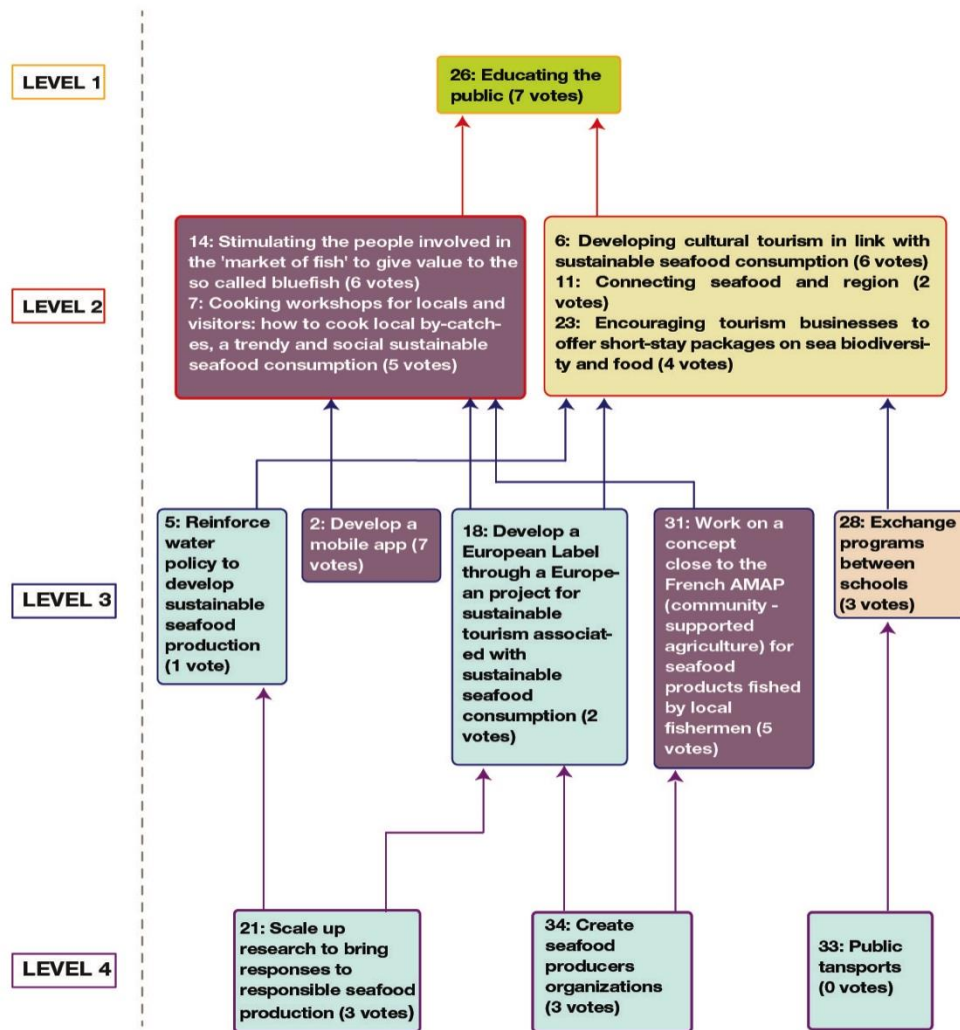 LEVEL 1
26: Educating the
public (7 votes)
LEVEL 2
14: Stimulating the people involved in
the 'market of fish' to give value to the
so called bluefish (6 votes)
7: Cooking workshops for locals and
visitors: how to cook local by-catch-
es, a trendy and social sustainable
seafood consumption (5 votes)
6: Developing cultural tourism in link with
sustainable seafood consumption (6 votes)
11: Connecting seafood and region (2
votes)
23: Encouraging tourism businesses to
offer short-stay packages on sea biodiversi-
ty and food (4 votes)
LEVEL 3
5: Reinforce
water
policy to
develop
sustainable
seafood
production
(1 vote)
2: Develop a
mobile app (7
votes)
18: Develop a
European Label
through a Europe-
an project for
sustainable
tourism associat-
ed with
sustainable
seafood
consumption (2
votes)
31: Work on a
concept
close to the
French AMAP
(community -
supported
agriculture) for
seafood
products fished
by local
fishermen (5
votes)
28: Exchange
programs
between
schools
(3 votes)
LEVEL 4
21: Scale up
research to bring
responses to
responsible seafood
production (3 votes)
34: Create
seafood
producers
organizations
(3 votes)
33: Public
tansports
(0 votes)